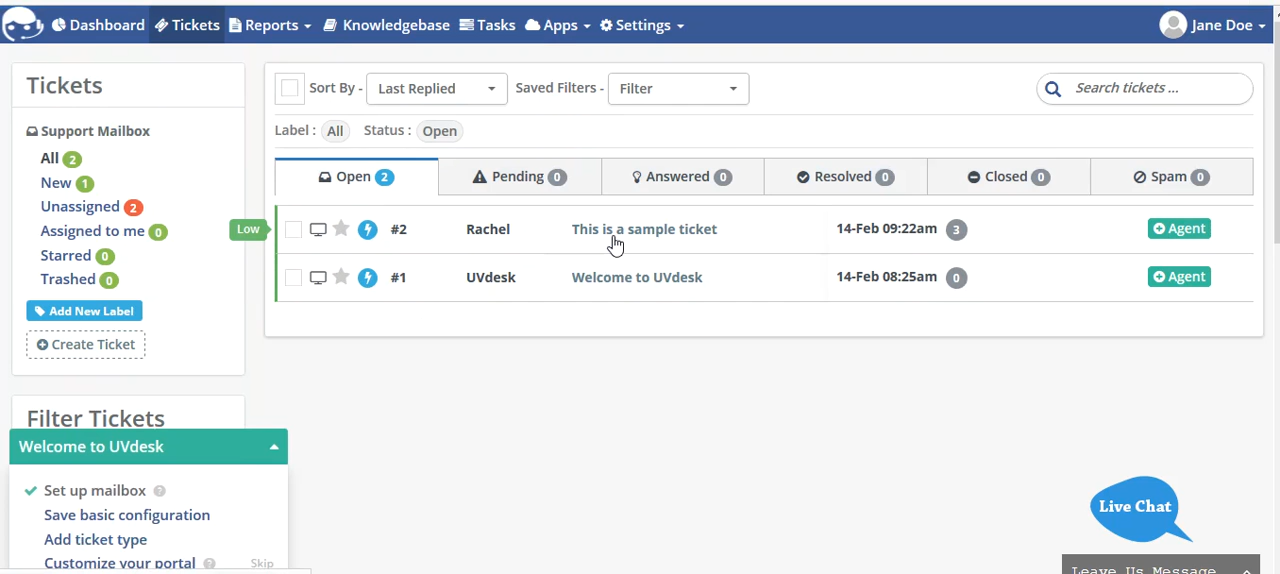 Dashboard Tickets Reports Knowledgebase Tasks Apps Settings Jane Doe
Tickets
Support Mailbox
All 2
New 1
Unassigned 2
Assigned to me 0
Starred 0
Trashed 0
Add New Label
Create Ticket
Filter Tickets
Welcome to UVdesk
Set up mailbox ?
Save basic configuration
Add ticket type
Customize your portal ? Skip
Sort By - Last Replied Saved Filters - Filter Search tickets ...
Label : All Status : Open
Open 2 Pending 0 Answered 0 Resolved 0 Closed 0 Spam 0
Low #2 Rachel This is a sample ticket 14-Feb 09:22am 3 Agent
#1 UVdesk Welcome to UVdesk 14-Feb 08:25am 0 Agent
Live Chat
Leave Us Message